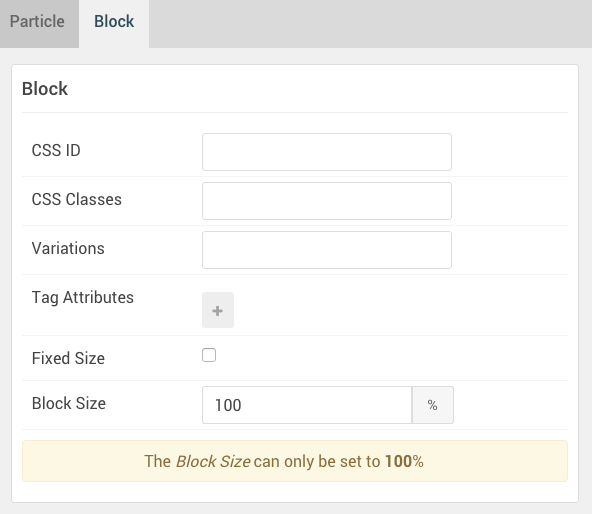 Particle Block
Block
CSS ID
CSS Classes
Variations
Tag Attributes
+
Fixed Size
Block Size 100 %
The Block Size can only be set to 100%